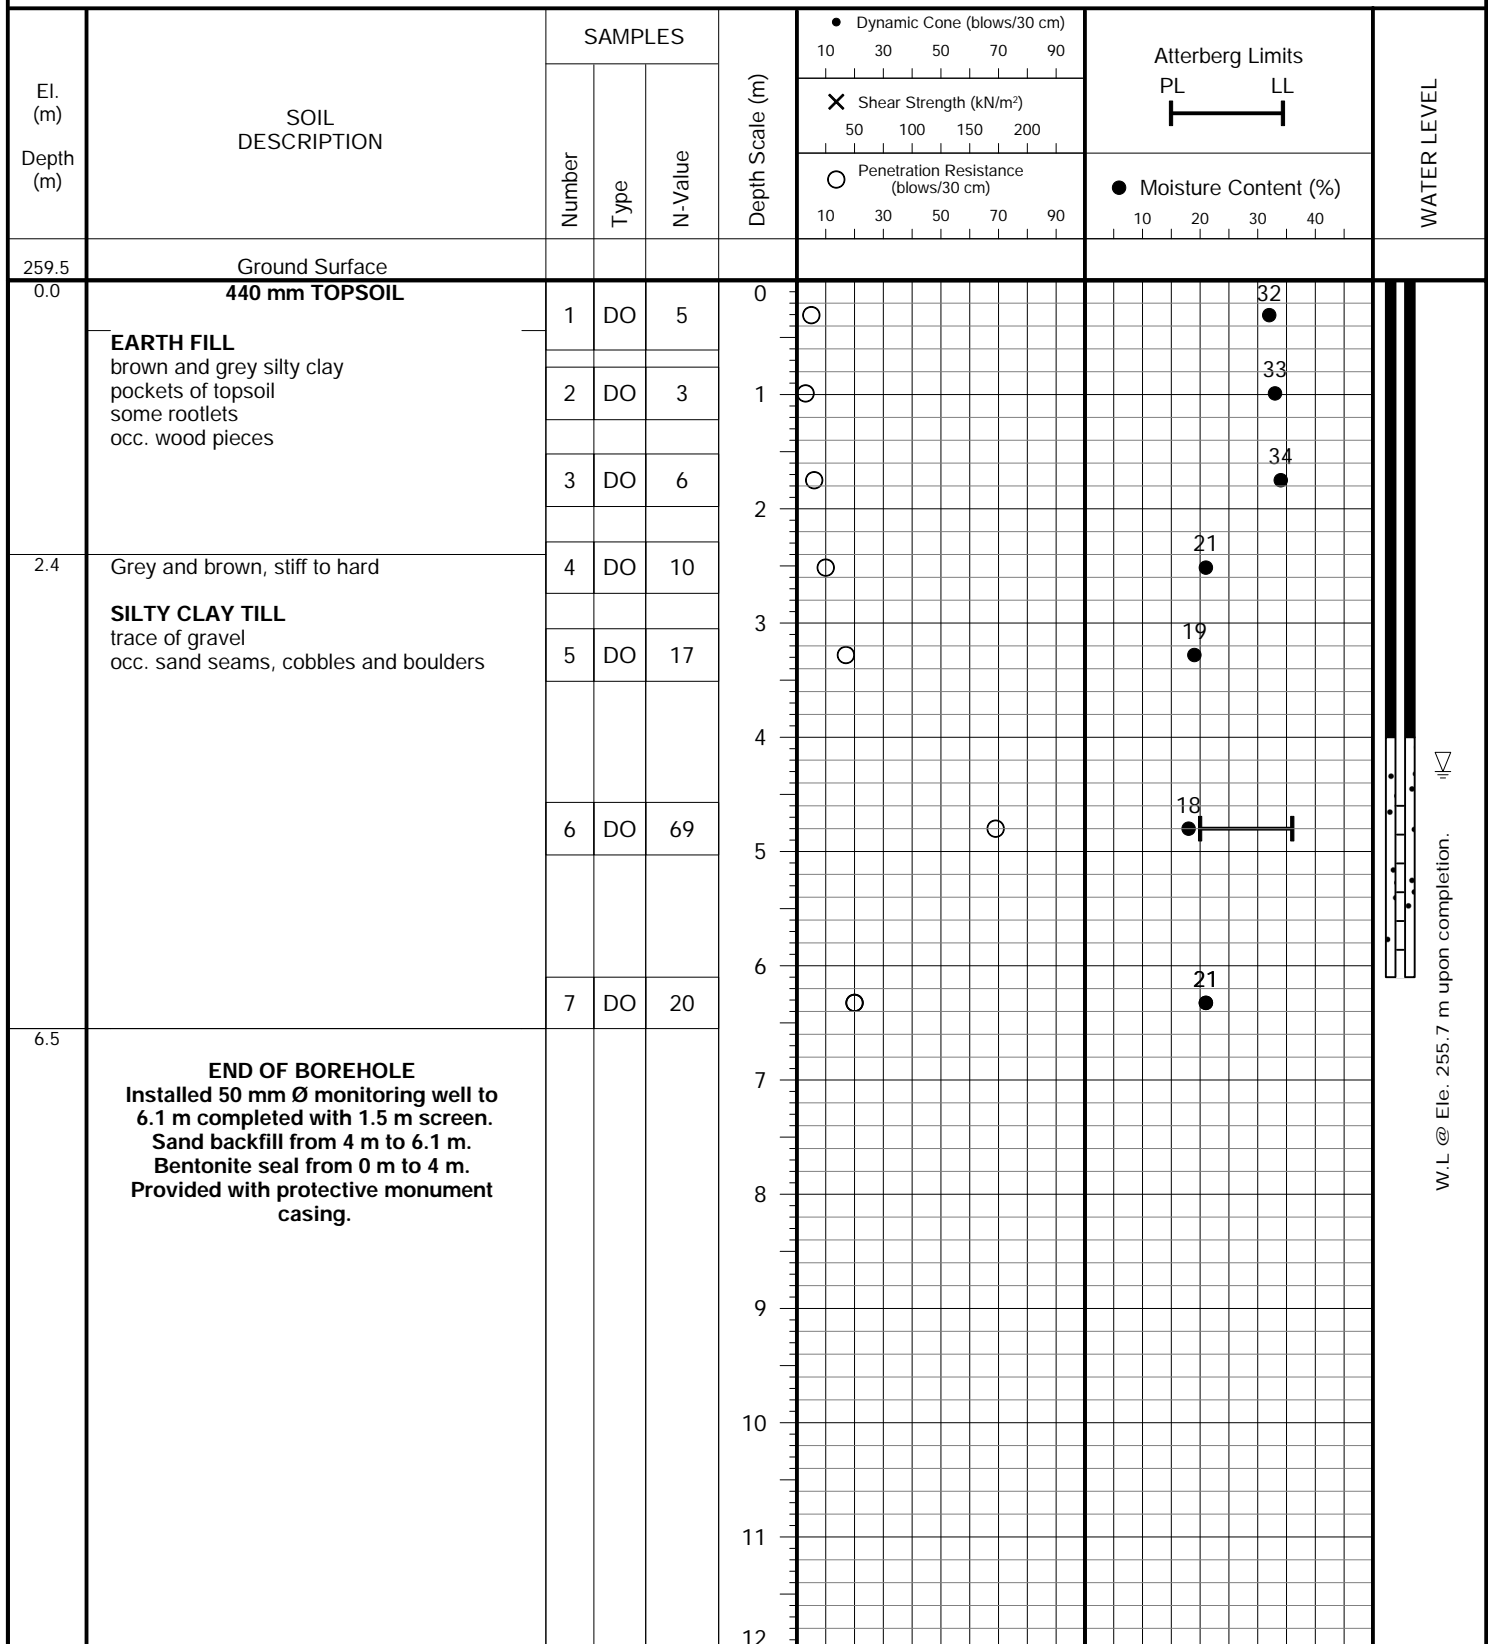 El.
(m)
Depth
(m)
SOIL
DESCRIPTION
SAMPLES
Number
Type
N-Value
Depth Scale (m)
Dynamic Cone (blows/30 cm)
10 30 50 70 90
Shear Strength (kN/m²)
50 100 150 200
Penetration Resistance
(blows/30 cm)
10 30 50 70 90
Atterberg Limits
PL LL
Moisture Content (%)
10 20 30 40
WATER LEVEL
259.5 Ground Surface
0.0 440 mm TOPSOIL
EARTH FILL
brown and grey silty clay
pockets of topsoil
some rootlets
occ. wood pieces
2.4 Grey and brown, stiff to hard
SILTY CLAY TILL
trace of gravel
occ. sand seams, cobbles and boulders
6.5
END OF BOREHOLE
Installed 50 mm Ø monitoring well to
6.1 m completed with 1.5 m screen.
Sand backfill from 4 m to 6.1 m.
Bentonite seal from 0 m to 4 m.
Provided with protective monument
casing.
1 DO 5
2 DO 3
3 DO 6
4 DO 10
5 DO 17
6 DO 69
7 DO 20
0
1
2
3
4
5
6
7
8
9
10
11
12
32
33
34
21
19
18
21
W.L @ Ele. 255.7 m upon completion.